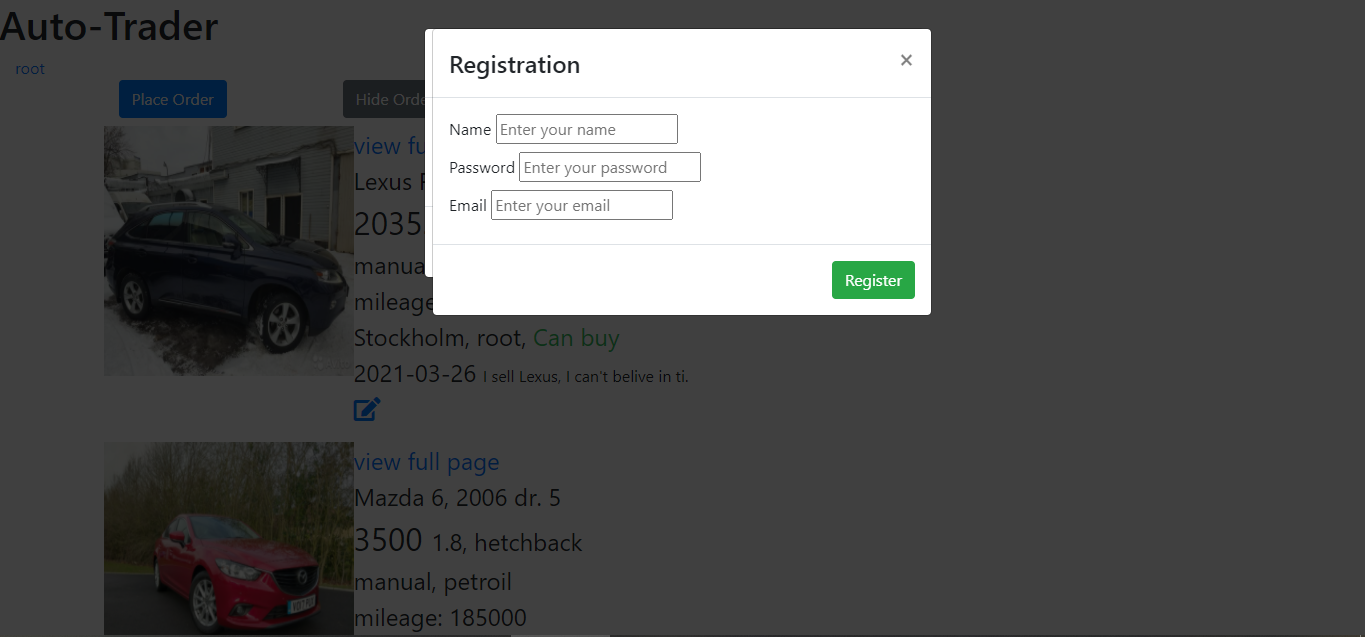 Auto-Trader
root
Place Order
Hide Orde
Registration
×
Name Enter your name
Password Enter your password
Email Enter your email
Register
view fu
Lexus
2035
manua
mileage
Stockholm, root, Can buy
2021-03-26 I sell Lexus, I can't belive in ti.
view full page
Mazda 6, 2006 dr. 5
3500 1.8, hetchback
manual, petroil
mileage: 185000